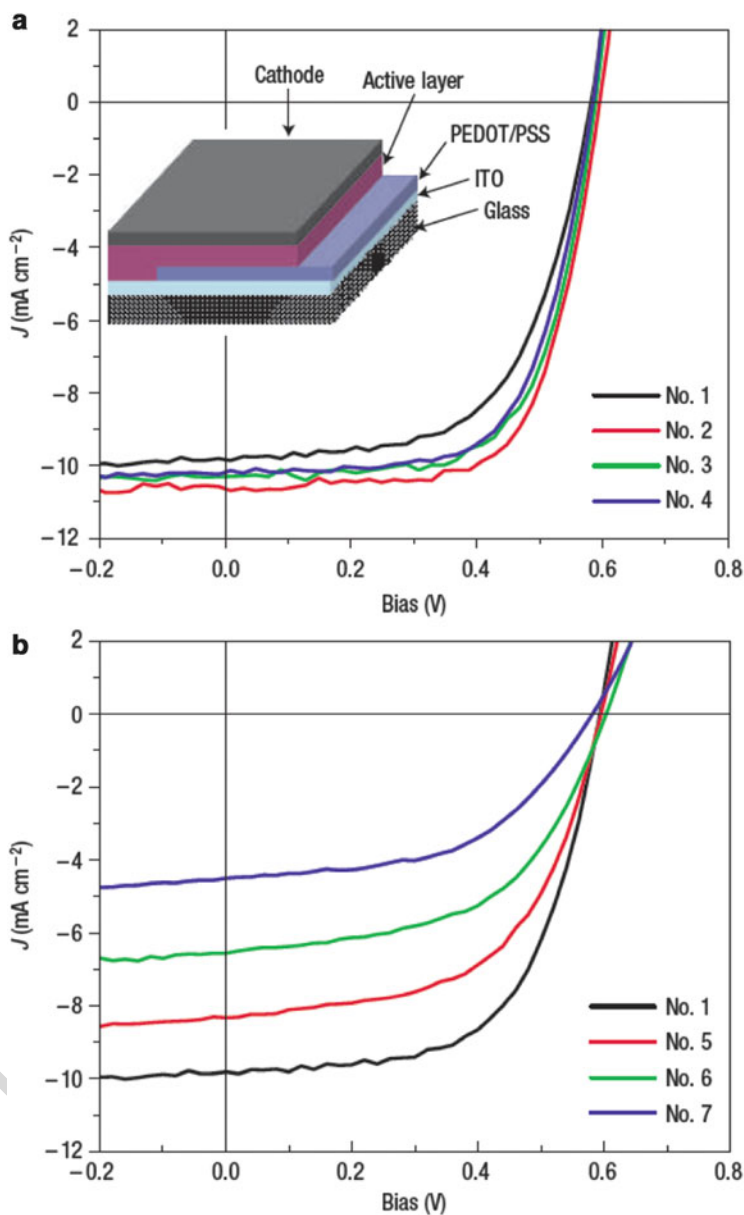 a
2
0
−2
−4
−6
−8
−10
−12
J (mA cm−2)
Cathode
Active layer
PEDOT/PSS
ITO
Glass
No. 1
No. 2
No. 3
No. 4
−0.2 0.0 0.2 0.4 0.6 0.8
Bias (V)
b
2
0
−2
−4
−6
−8
−10
−12
J (mA cm−2)
No. 1
No. 5
No. 6
No. 7
−0.2 0.0 0.2 0.4 0.6 0.8
Bias (V)